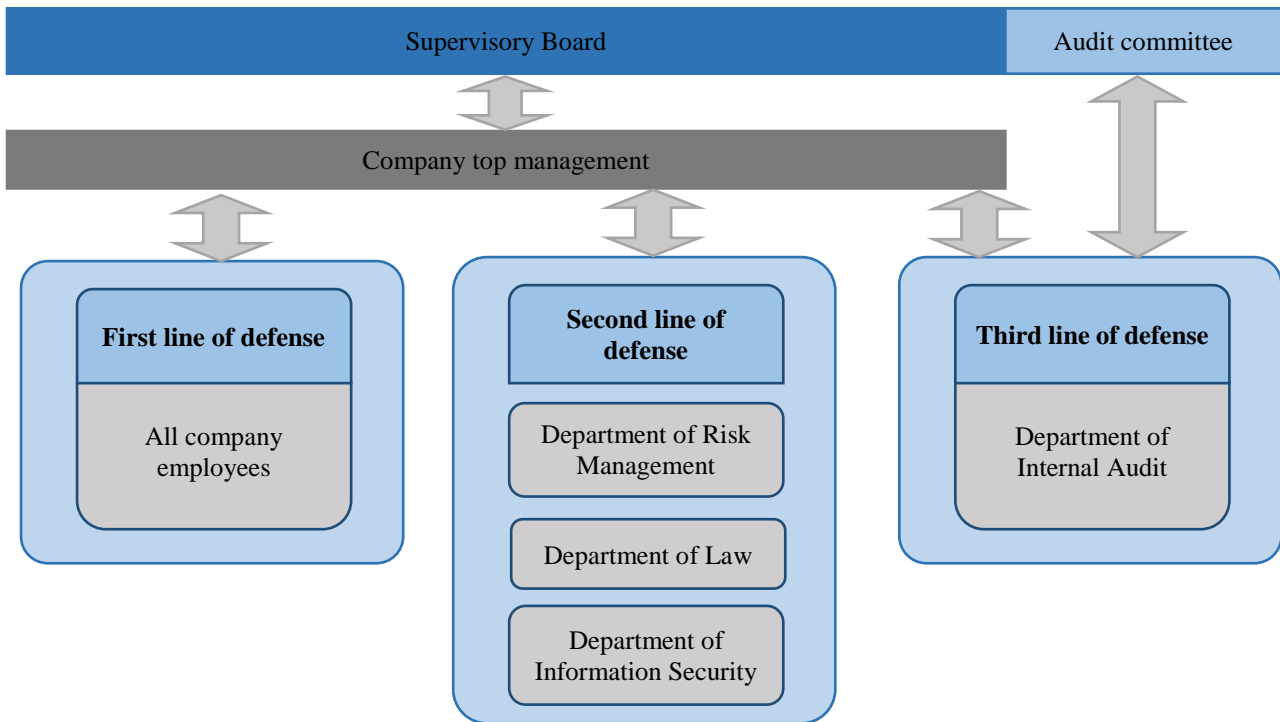 Supervisory Board
Audit committee
Company top management
First line of defense
All company
employees
Second line of
defense
Department of Risk
Management
Department of Law
Department of
Information Security
Third line of defense
Department of
Internal Audit